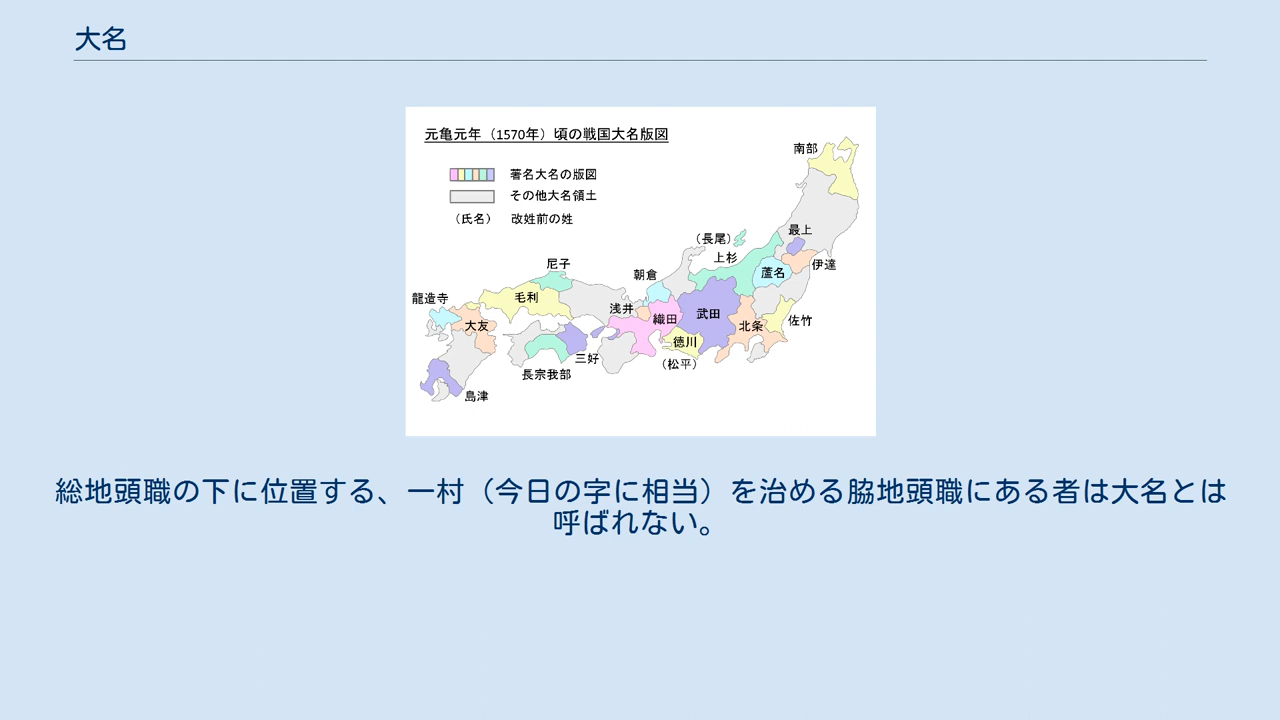 大名
元亀元年（1570年）頃の戦国大名版図
著名大名の版図
その他大名領土
（氏名） 改姓前の姓
南部
最上
（長尾）
上杉
伊達
蘆名
尼子
朝倉
龍造寺
毛利
浅井
織田
武田
佐竹
北条
大友
徳川
三好
（松平）
長宗我部
島津
総地頭職の下に位置する、一村（今日の字に相当）を治める脇地頭職にある者は大名とは
呼ばれない。